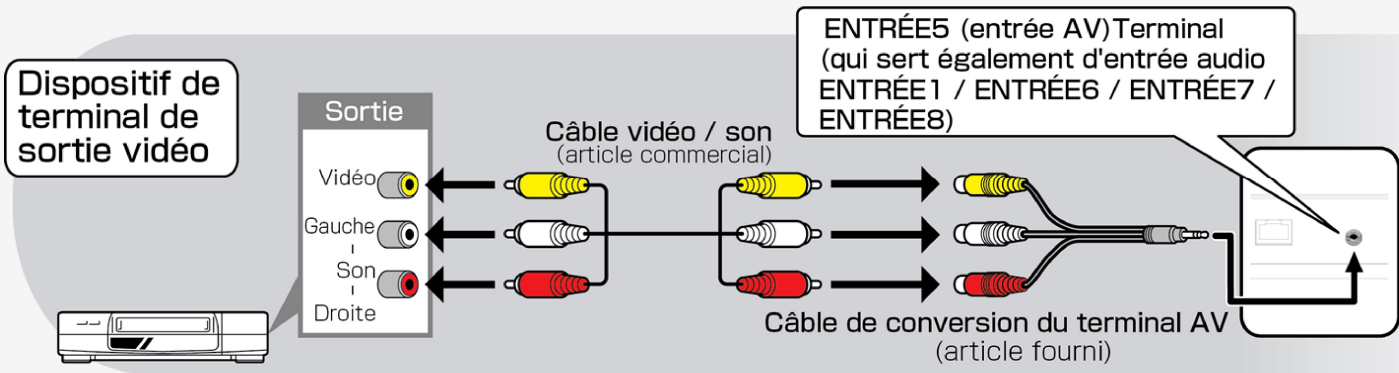 Dispositif de
terminal de
sortie vidéo
Sortie
Vidéo
Gauche
Son
Droite
Câble vidéo / son
(article commercial)
ENTRÉE5 (entrée AV)Terminal
(qui sert également d'entrée audio
ENTRÉE1 / ENTRÉE6 / ENTRÉE7 /
ENTRÉE8)
Câble de conversion du terminal AV
(article fourni)